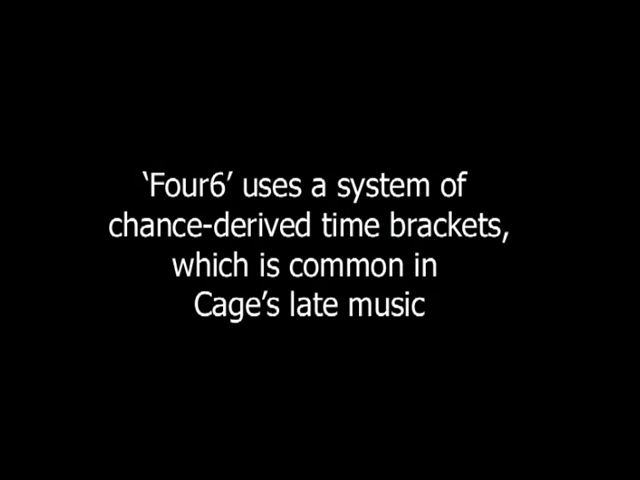 ‘Four6’ uses a system of
chance-derived time brackets,
which is common in
Cage’s late music